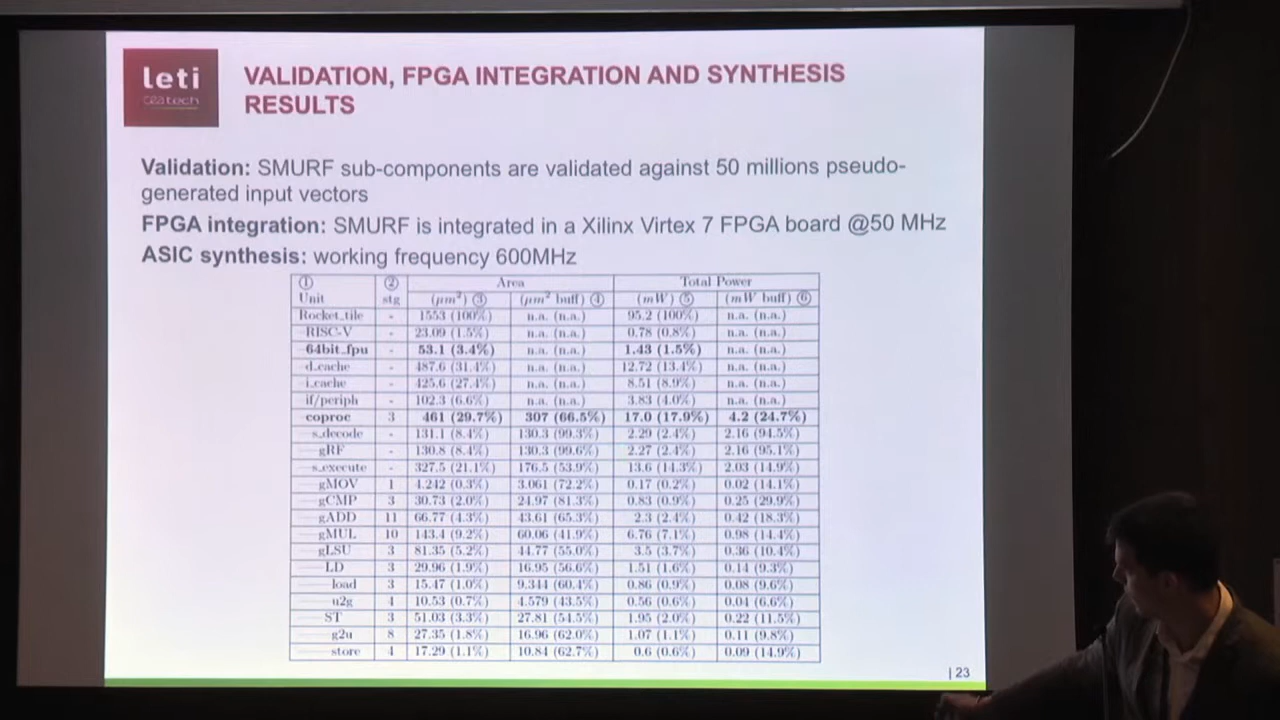 leti
ceatech
VALIDATION, FPGA INTEGRATION AND SYNTHESIS
RESULTS
Validation: SMURF sub-components are validated against 50 millions pseudo-
generated input vectors
FPGA integration: SMURF is integrated in a Xilinx Virtex 7 FPGA board @50 MHz
ASIC synthesis: working frequency 600MHz
① ② Area Total Power
Unit stg (μm²) ③ (μm² buff) ④ (mW) ⑤ (mW buff) ⑥
Rocket_tile - 1553 (100%) n.a. (n.a.) 95.2 (100%) n.a. (n.a.)
RISC-V - 23.09 (1.5%) n.a. (n.a.) 0.78 (0.8%) n.a. (n.a.)
64bit_fpu - 53.1 (3.4%) n.a. (n.a.) 1.43 (1.5%) n.a. (n.a.)
d_cache - 487.6 (31.4%) n.a. (n.a.) 12.72 (13.4%) n.a. (n.a.)
i_cache - 425.6 (27.4%) n.a. (n.a.) 8.51 (8.9%) n.a. (n.a.)
if/periph - 102.3 (6.6%) n.a. (n.a.) 3.83 (4.0%) n.a. (n.a.)
coproc 3 461 (29.7%) 307 (66.5%) 17.0 (17.9%) 4.2 (24.7%)
s_decode - 131.1 (8.4%) 130.3 (99.3%) 2.29 (2.4%) 2.16 (94.5%)
gRF - 130.8 (8.4%) 130.3 (99.6%) 2.27 (2.4%) 2.16 (95.1%)
s_execute - 327.5 (21.1%) 176.5 (53.9%) 13.6 (14.3%) 2.03 (14.9%)
gMOV 1 4.242 (0.3%) 3.061 (72.2%) 0.17 (0.2%) 0.02 (14.1%)
gCMP 3 30.73 (2.0%) 24.97 (81.3%) 0.83 (0.9%) 0.25 (29.9%)
gADD 11 66.77 (4.3%) 43.61 (65.3%) 2.3 (2.4%) 0.42 (18.3%)
gMUL 10 143.4 (9.2%) 60.06 (41.9%) 6.76 (7.1%) 0.98 (14.4%)
gLSU 3 81.35 (5.2%) 44.77 (55.0%) 3.5 (3.7%) 0.36 (10.4%)
LD 3 29.96 (1.9%) 16.95 (56.6%) 1.51 (1.6%) 0.14 (9.3%)
load 3 15.47 (1.0%) 9.344 (60.4%) 0.86 (0.9%) 0.08 (9.6%)
u2g 4 10.53 (0.7%) 4.579 (43.5%) 0.56 (0.6%) 0.04 (6.6%)
ST 3 51.03 (3.3%) 27.81 (54.5%) 1.95 (2.0%) 0.22 (11.5%)
g2u 8 27.35 (1.8%) 16.96 (62.0%) 1.07 (1.1%) 0.11 (9.8%)
store 4 17.29 (1.1%) 10.84 (62.7%) 0.6 (0.6%) 0.09 (14.9%)
| 23